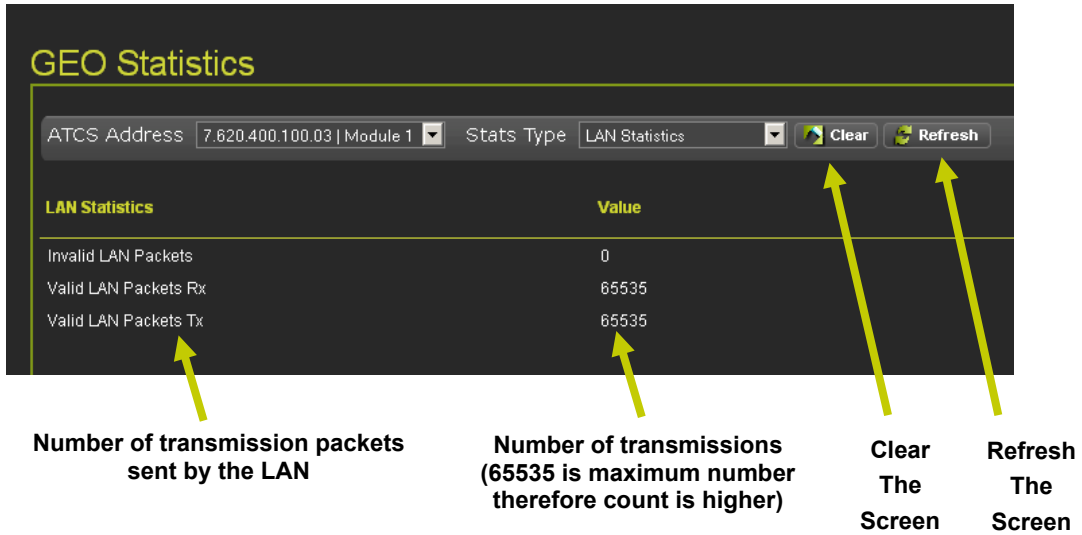 GEO Statistics
ATCS Address 7.620.400.100.03 | Module 1 Stats Type LAN Statistics Clear Refresh
LAN Statistics Value
Invalid LAN Packets 0
Valid LAN Packets Rx 65535
Valid LAN Packets Tx 65535
Number of transmission packets
sent by the LAN
Number of transmissions
(65535 is maximum number
therefore count is higher)
Clear
The
Screen
Refresh
The
Screen